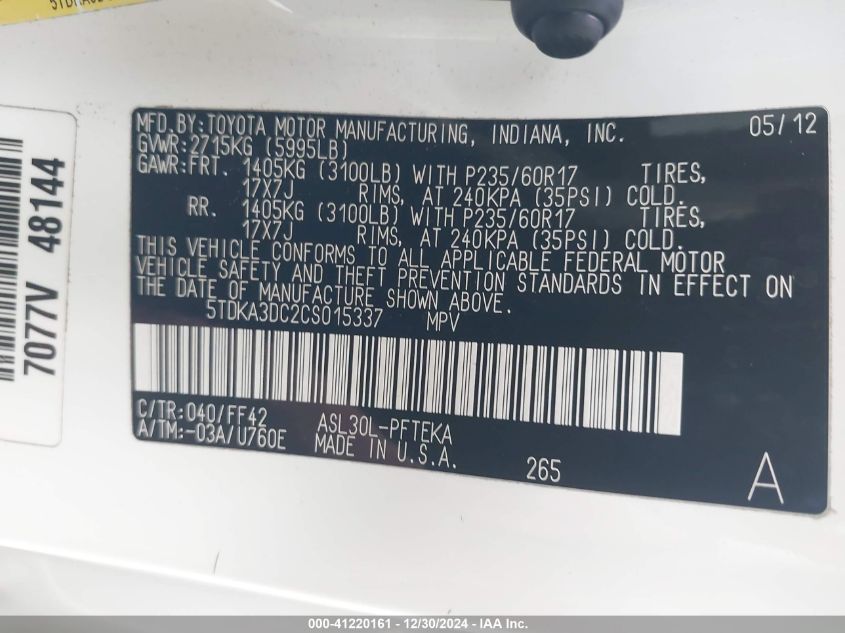 MFD.BY:TOYOTA MOTOR MANUFACTURING, INDIANA, INC. 05/12
GVWR:2715KG (5995LB)
GAWR:FRT. 1405KG (3100LB) WITH P235/60R17 TIRES,
17X7J RIMS, AT 240KPA (35PSI) COLD.
RR. 1405KG (3100LB) WITH P235/60R17 TIRES,
17X7J RIMS, AT 240KPA (35PSI) COLD.
THIS VEHICLE CONFORMS TO ALL APPLICABLE FEDERAL MOTOR
VEHICLE SAFETY AND THEFT PREVENTION STANDARDS IN EFFECT ON
THE DATE OF MANUFACTURE SHOWN ABOVE.
5TDKA3DC2CS015337 MPV
C/TR:040/FF42 ASL30L-PFTEKA
A/TM:-03A/U760E MADE IN U.S.A.
265
A
7077V 48144
000-41220161 - 12/30/2024 - IAA Inc.